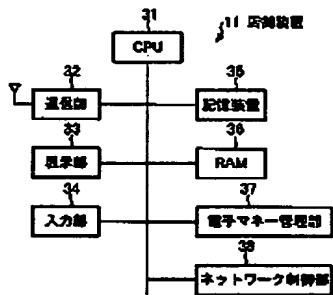 31
11 店舗装置
CPU
32
通信部
35
記憶装置
33
表示部
36
RAM
34
入力部
37
電子マネー管理部
38
ネットワーク制御部